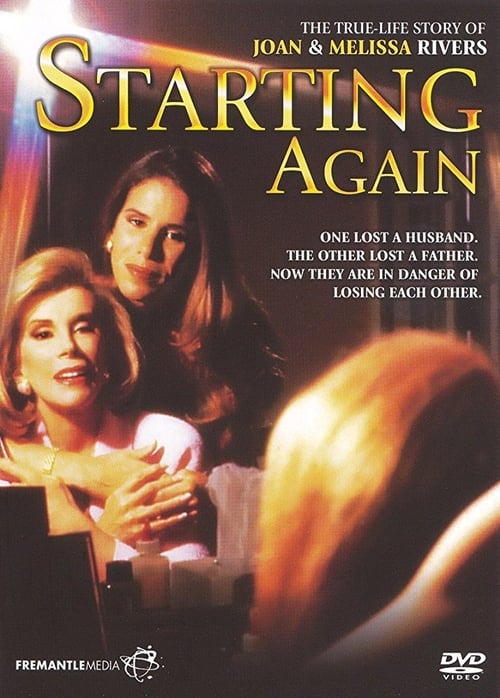 THE TRUE-LIFE STORY OF
JOAN & MELISSA RIVERS
STARTING
AGAIN
ONE LOST A HUSBAND.
THE OTHER LOST A FATHER.
NOW THEY ARE IN DANGER OF
LOSING EACH OTHER.
FREMANTLEMEDIA
DVD
VIDEO